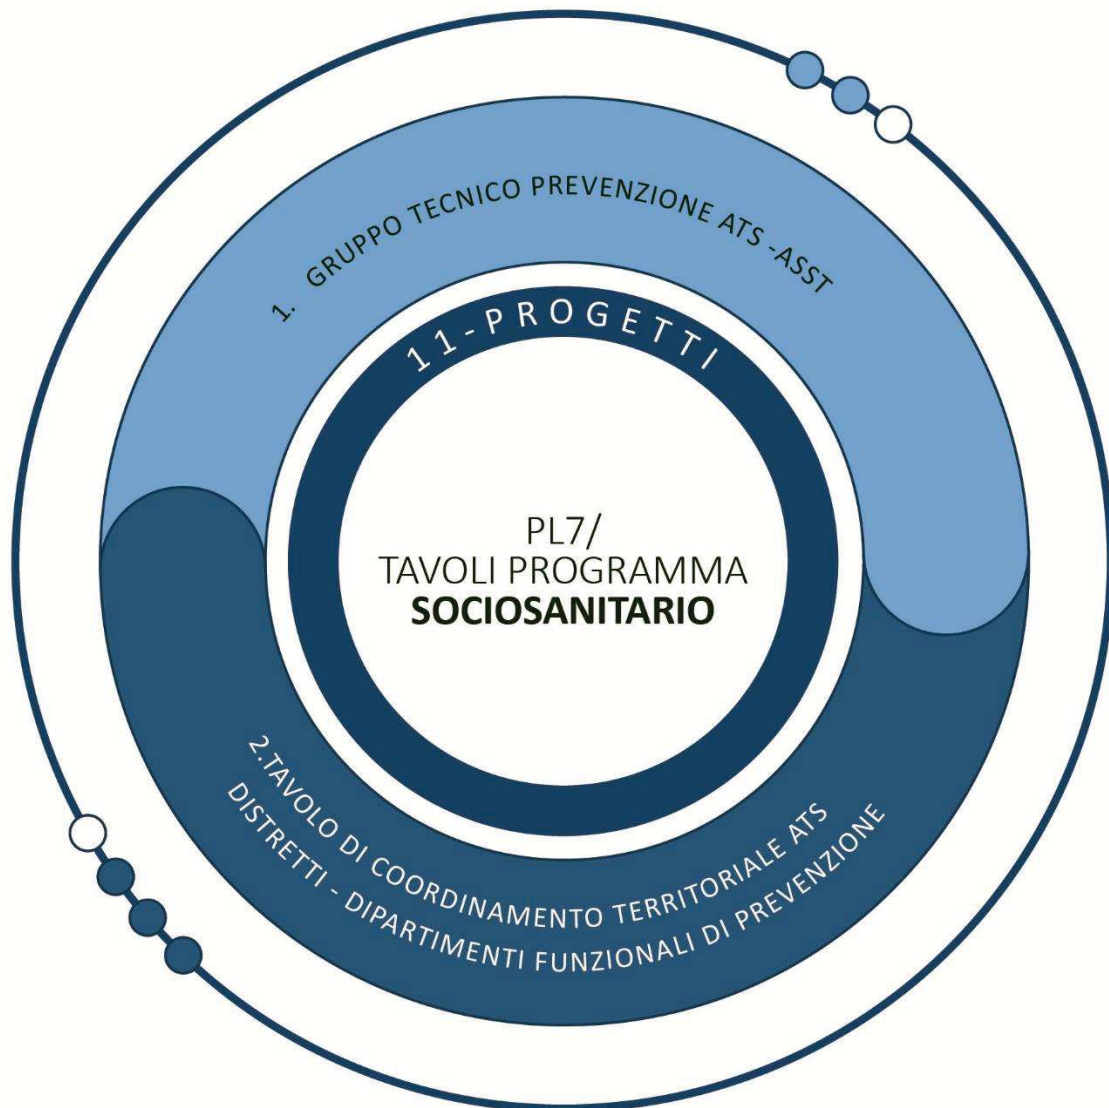 1. GRUPPO TECNICO PREVENZIONE ATS -ASST
11-PROGETTI
PL7/
TAVOLI PROGRAMMA
SOCIOSANITARIO
2.TAVOLO DI COORDINAMENTO TERRITORIALE ATS
DISTRETTI - DIPARTIMENTI FUNZIONALI DI PREVENZIONE